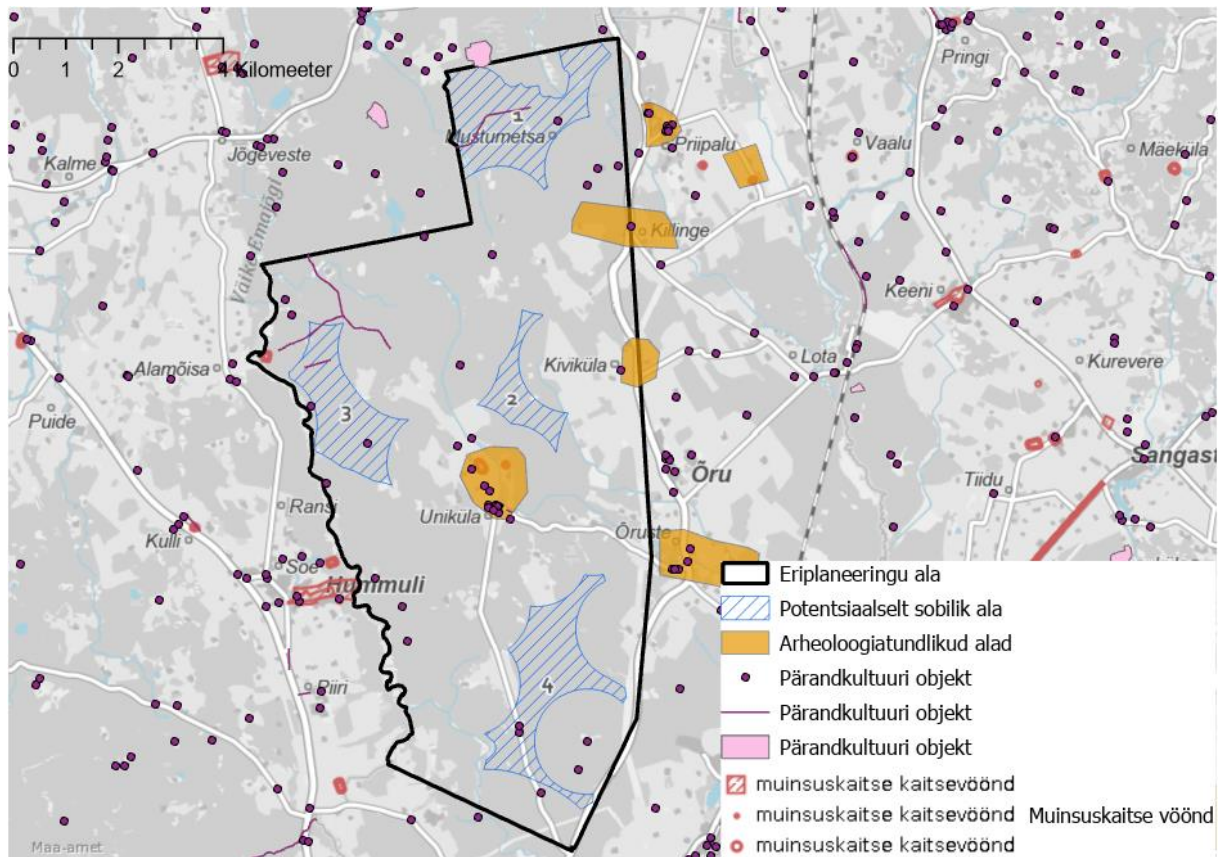 0 1 2 4 Kilomeeter
Pringi
Jõgeveste
Kalme
1
Mustumetsa
Priipalu
Vaalu
Mäeküla
Väike Emajõgi
Killinge
Keeni
Alamõisa
Kiviküla
Lota
Kurevere
Puide
3
2
Õru
Sangast
Tiidu
Ransi
Uniküla
Kulli
Õruste
Soe
Hummuli
4
Piiri
Eriplaneeringu ala
Potentsiaalselt sobilik ala
Arheoloogiatundlikud alad
Pärandkultuuri objekt
Pärandkultuuri objekt
Pärandkultuuri objekt
muinsuskaitse kaitsevöönd
muinsuskaitse kaitsevöönd Muinsuskaitse vöönd
muinsuskaitse kaitsevöönd
Maa-amet